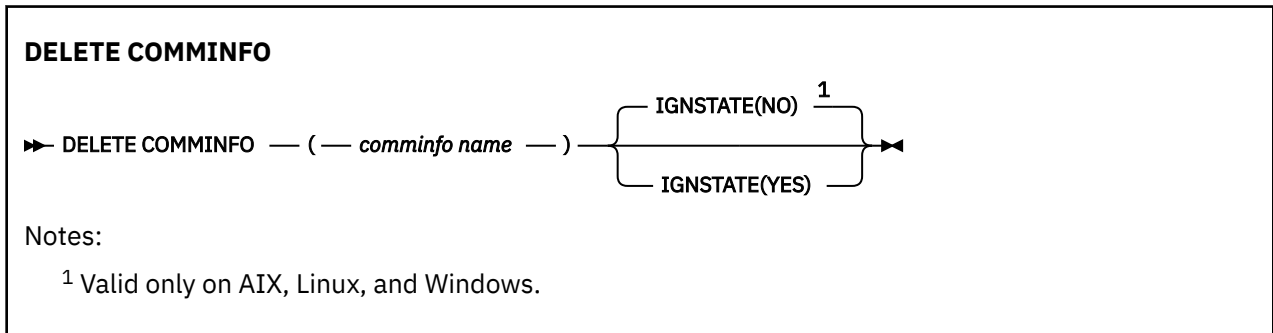 DELETE COMMINFO
IGNSTATE(NO) 1
DELETE COMMINFO ( comminfo name )
IGNSTATE(YES)
Notes:
1 Valid only on AIX, Linux, and Windows.